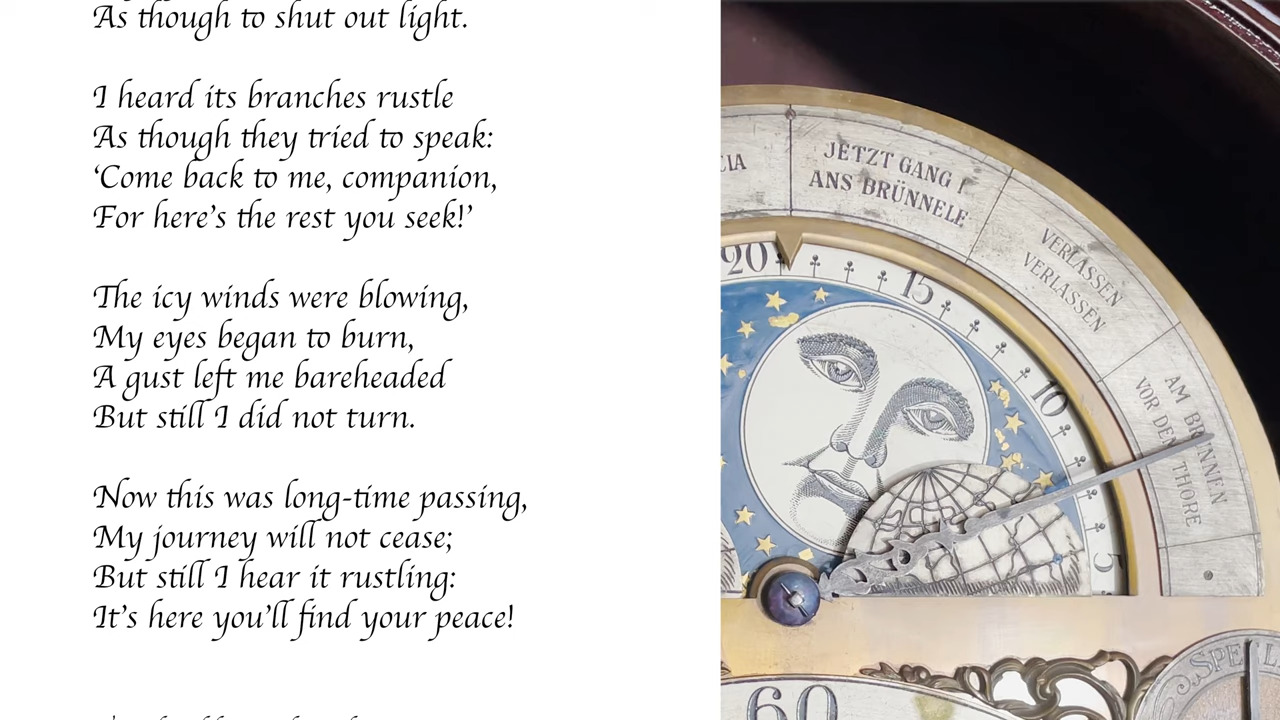 As though to shut out light.
I heard its branches rustle
As though they tried to speak:
‘Come back to me, companion,
For here’s the rest you seek!’
The icy winds were blowing,
My eyes began to burn,
A gust left me bareheaded
But still I did not turn.
Now this was long-time passing,
My journey will not cease;
But still I hear it rustling:
It’s here you’ll find your peace!
CIA
JETZT GANG I
ANS BRÜNNELE
VERLASSEN
VERLASSEN
AM BRUNNEN
VOR DEM THORE
20
15
10
5
60